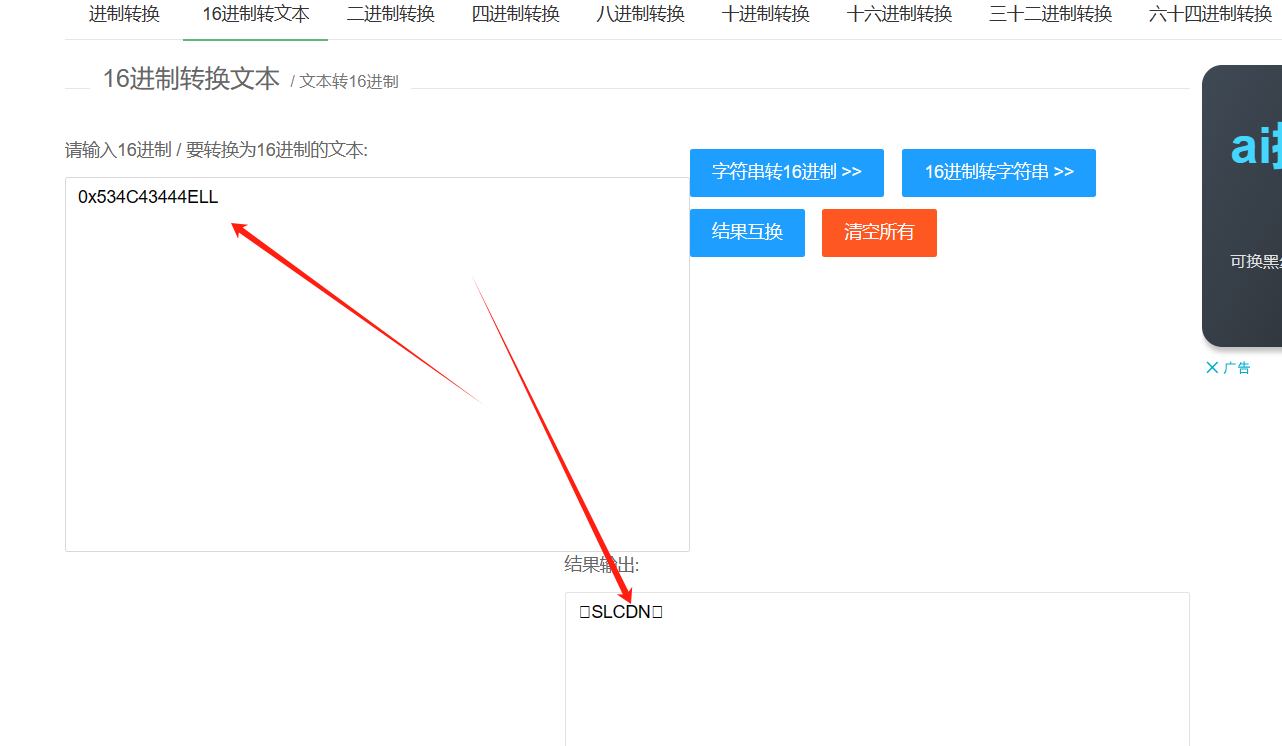 进制转换 16进制转文本 二进制转换 四进制转换 八进制转换 十进制转换 十六进制转换 三十二进制转换 六十四进制转换
16进制转换文本 / 文本转16进制
请输入16进制 / 要转换为16进制的文本:
字符串转16进制 >> 16进制转字符串 >>
0x534C43444ELL
结果互换 清空所有
ai
可换黑
广告
结果输出:
SLCDN